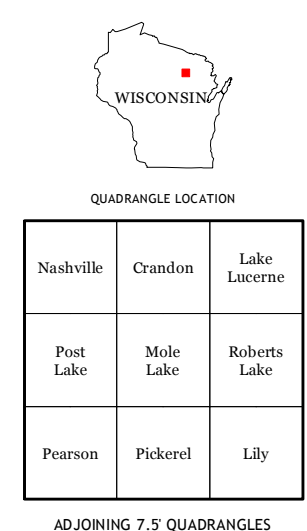 WISCONSIN
QUADRANGLE LOCATION
Nashville
Crandon
Lake
Lucerne
Post
Lake
Mole
Lake
Roberts
Lake
Pearson
Pickerel
Lily
ADJOINING 7.5' QUADRANGLES